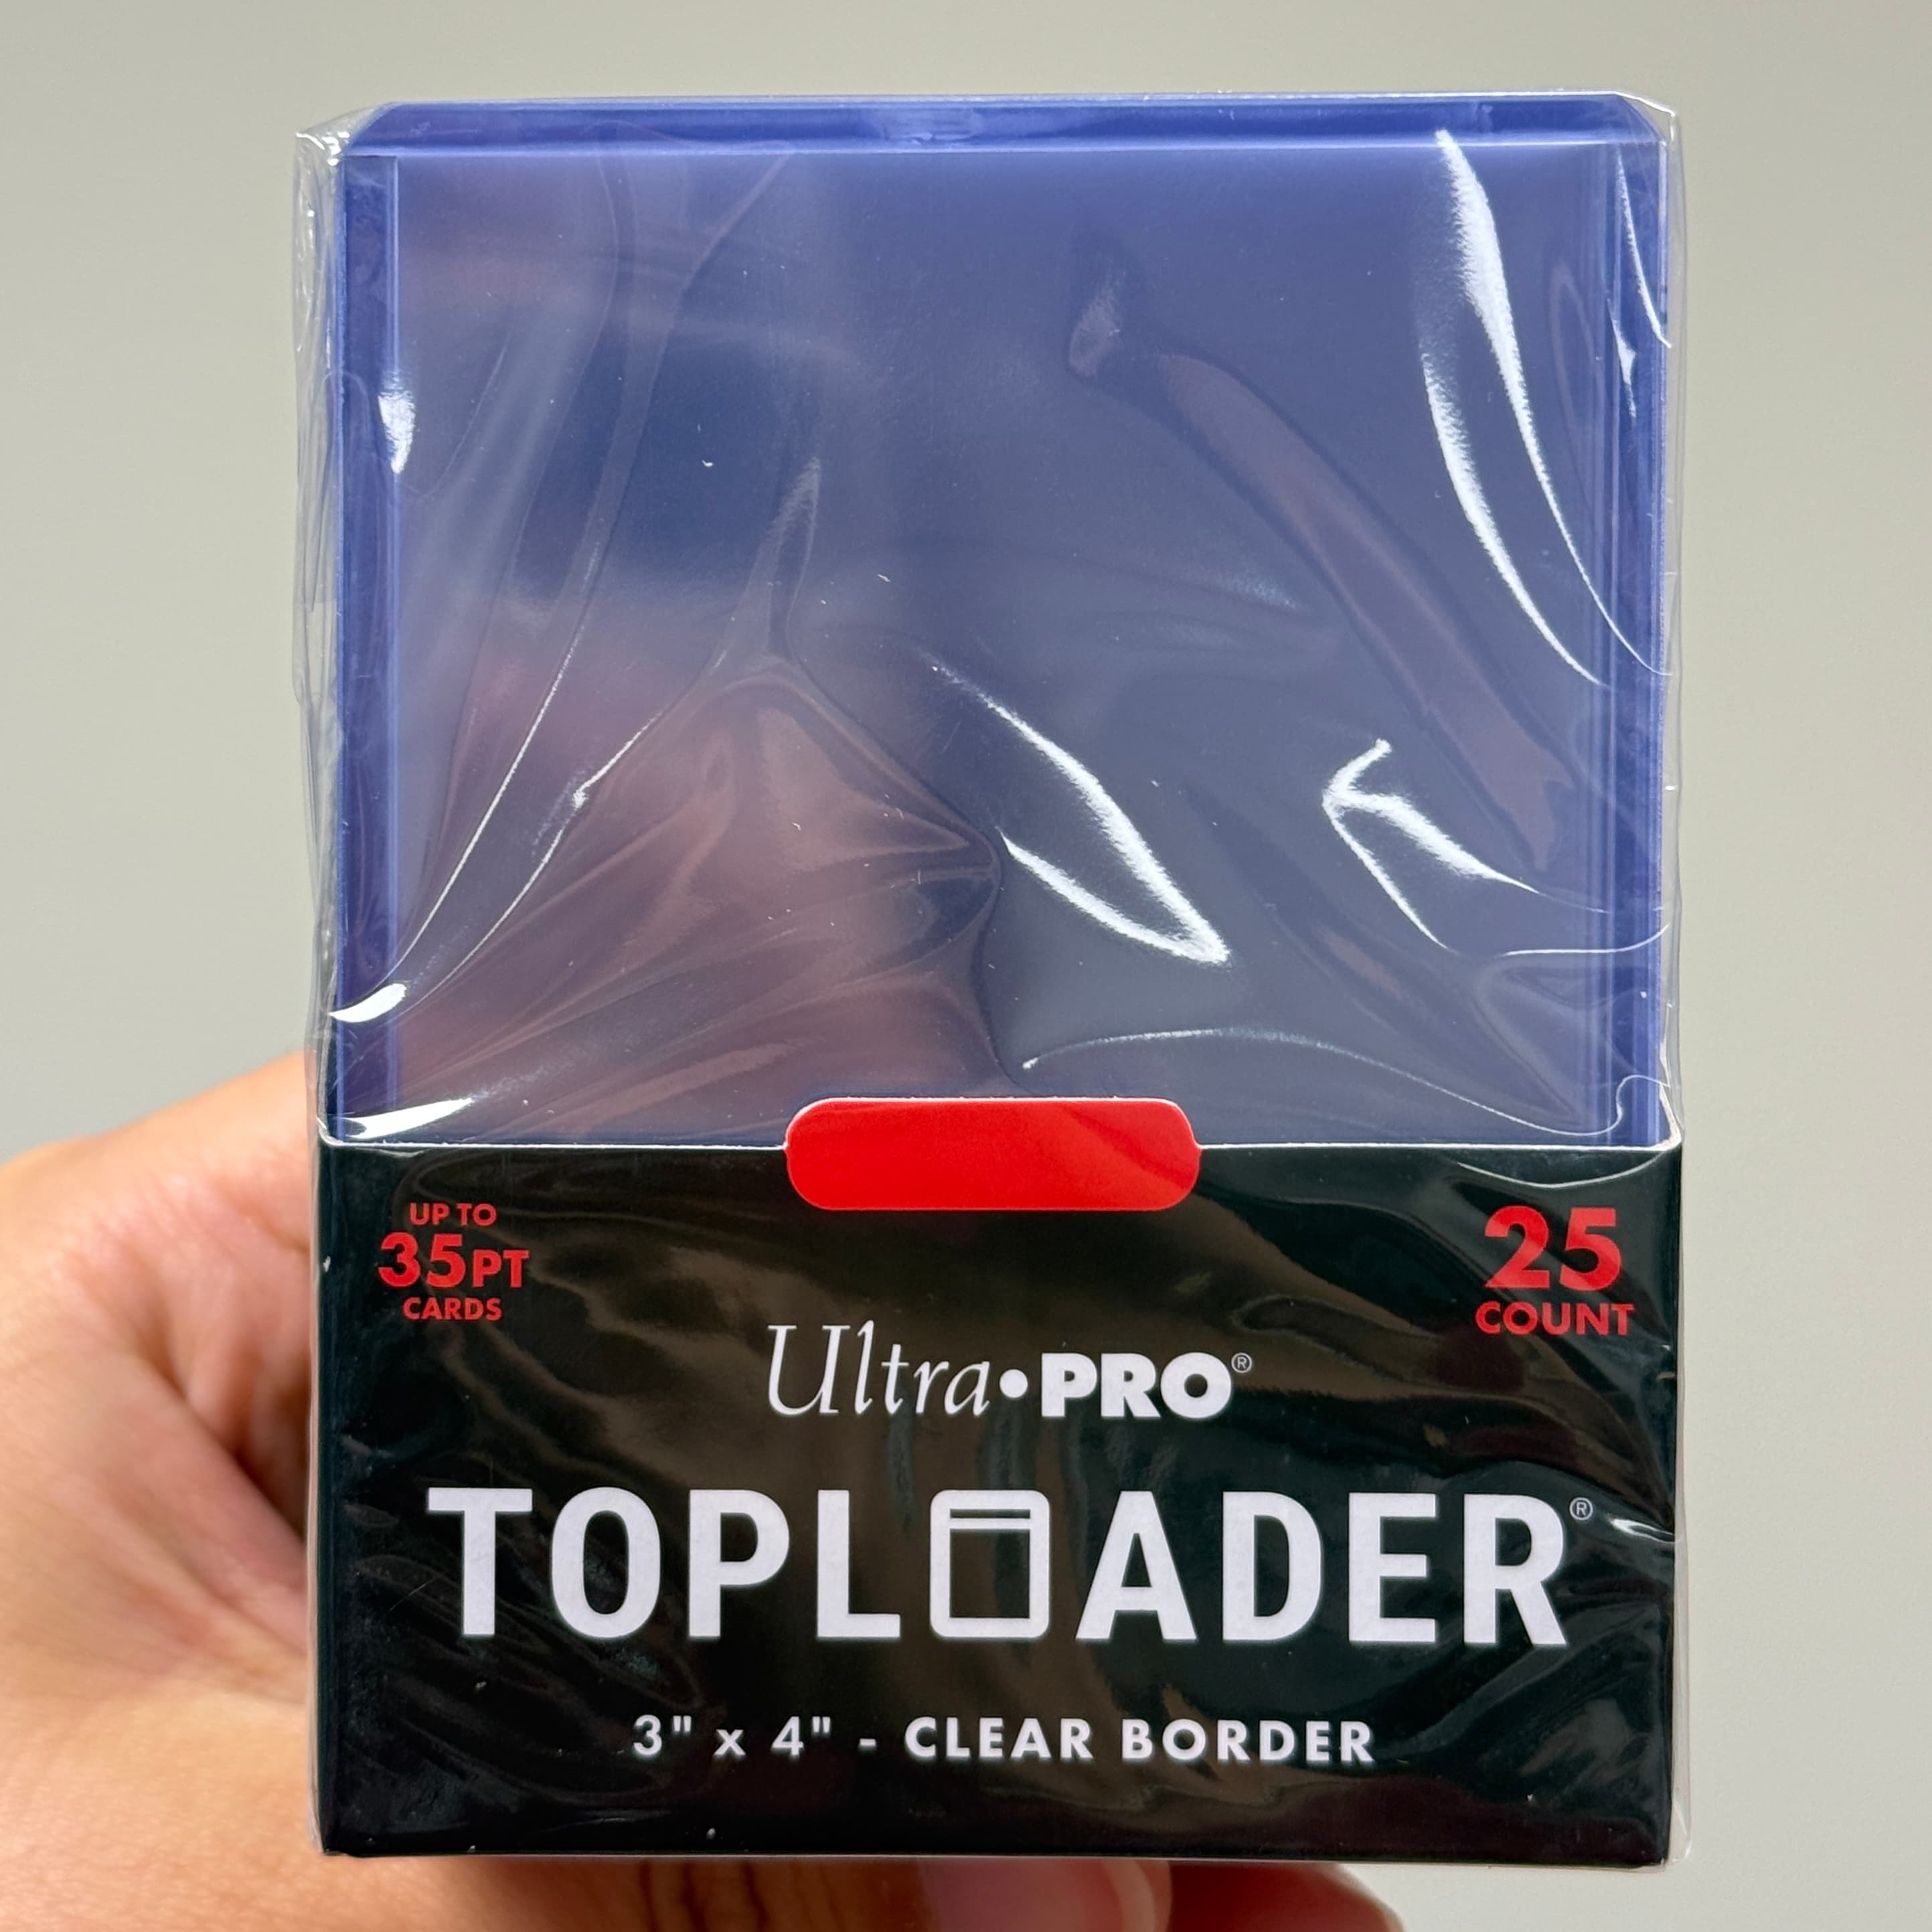 UP TO
35PT
CARDS
25
COUNT
Ultra•PRO®
TOPLOADER®
3" x 4" - CLEAR BORDER